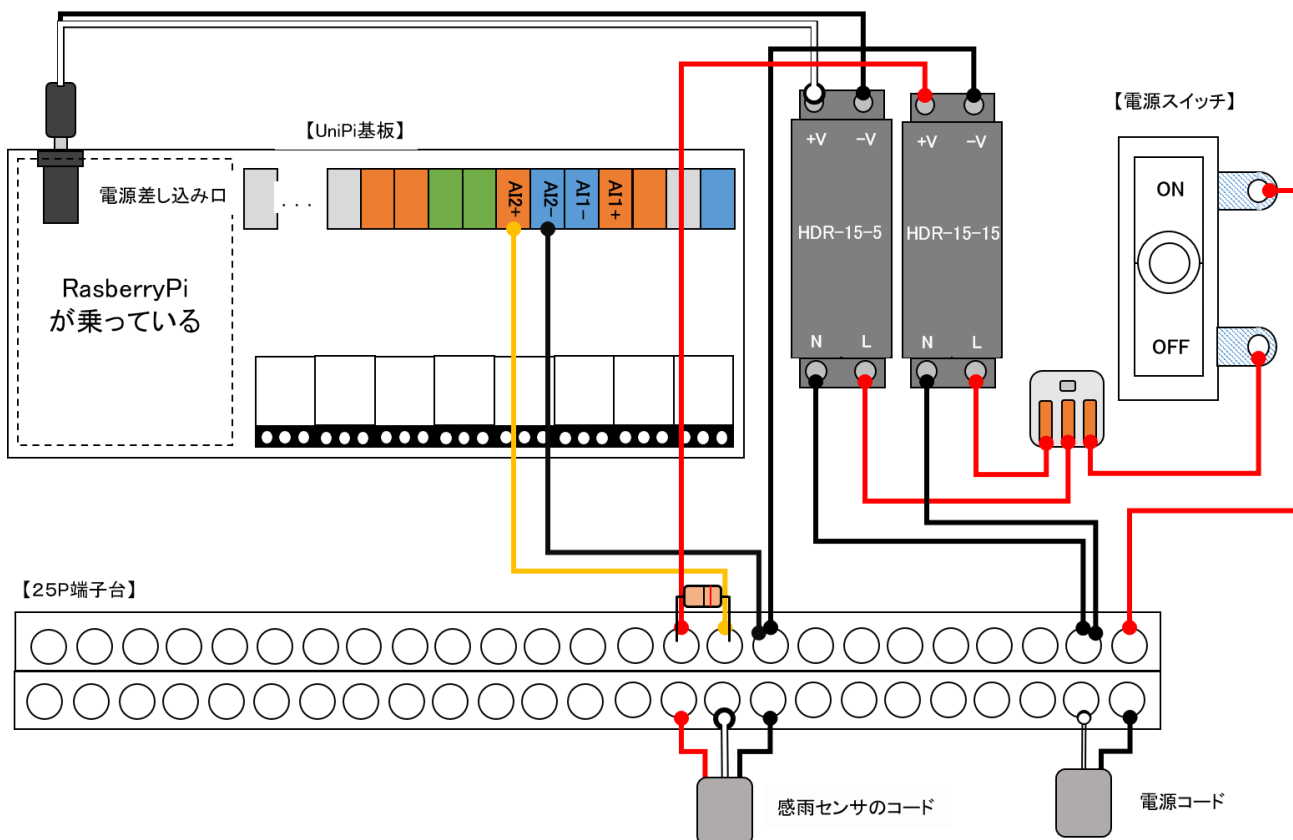 【UniPi基板】
【電源スイッチ】
電源差し込み口
. . .
AI2+
AI2-
AI1-
AI1+
RasberryPi
が乗っている
+V
-V
HDR-15-5
N
L
+V
-V
HDR-15-15
N
L
ON
OFF
【25P端子台】
感雨センサのコード
電源コード